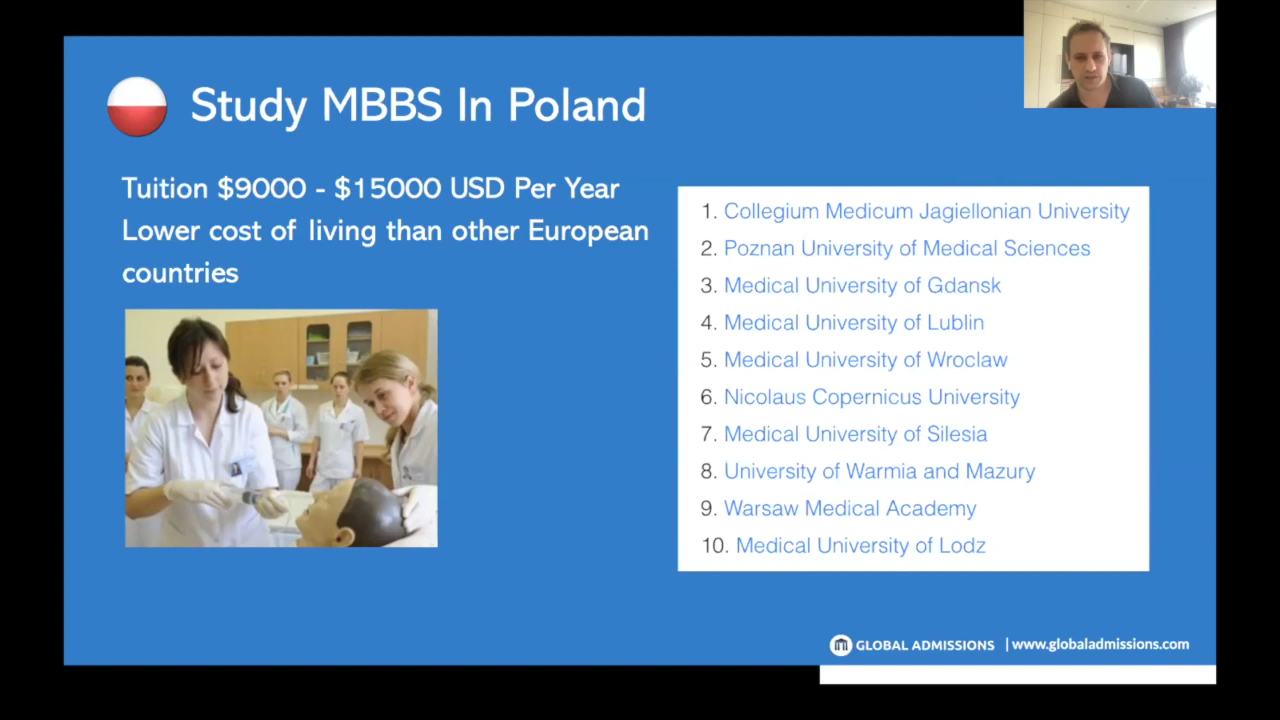 Study MBBS In Poland
Tuition $9000 - $15000 USD Per Year
Lower cost of living than other European
countries
1. Collegium Medicum Jagiellonian University
2. Poznan University of Medical Sciences
3. Medical University of Gdansk
4. Medical University of Lublin
5. Medical University of Wroclaw
6. Nicolaus Copernicus University
7. Medical University of Silesia
8. University of Warmia and Mazury
9. Warsaw Medical Academy
10. Medical University of Lodz
GLOBAL ADMISSIONS | www.globaladmissions.com